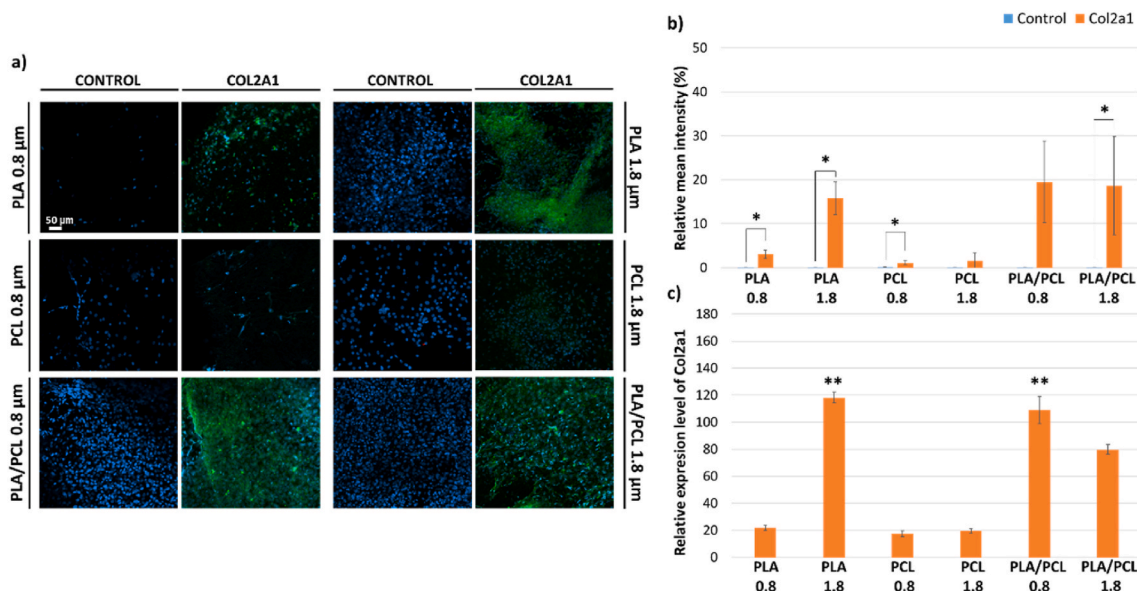 a)
CONTROL
COL2A1
CONTROL
COL2A1
PLA 0.8 µm
50 µm
PLA 1.8 µm
PCL 0.8 µm
PCL 1.8 µm
PLA/PCL 0.8 µm
PLA/PCL 1.8 µm
b)
Control
Col2a1
Relative mean intensity (%)
50
40
30
20
10
0
*
*
*
*
PLA PLA PCL PCL PLA/PCL PLA/PCL
0.8 1.8 0.8 1.8 0.8 1.8
c)
Relative expresion level of Col2a1
180
160
140
120
100
80
60
40
20
0
**
**
PLA PLA PCL PCL PLA/PCL PLA/PCL
0.8 1.8 0.8 1.8 0.8 1.8